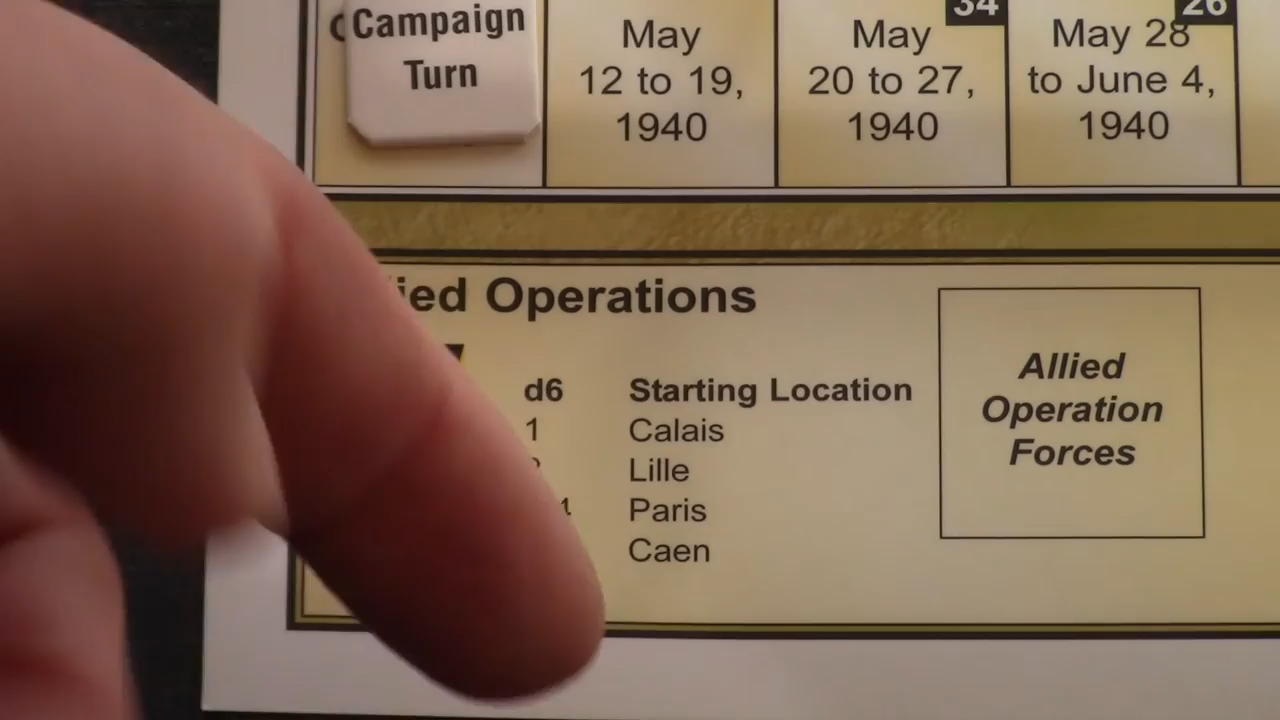 Campaign
Turn
May
12 to 19,
1940
34
May
20 to 27,
1940
26
May 28
to June 4,
1940
Operations
d6 Starting Location
1 Calais
Lille
Paris
Caen
Allied
Operation
Forces